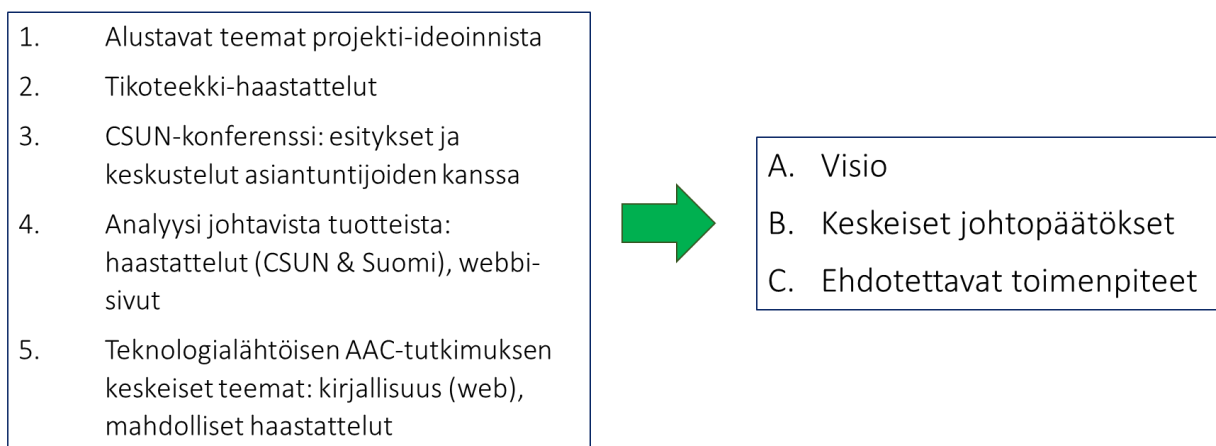 1. Alustavat teemat projekti-ideoinnista
2. Tikoteekki-haastattelut
3. CSUN-konferenssi: esitykset ja
keskustelut asiantuntijoiden kanssa
4. Analyysi johtavista tuotteista:
haastattelut (CSUN & Suomi), webbi-
sivut
5. Teknologialähtöisen AAC-tutkimuksen
keskeiset teemat: kirjallisuus (web),
mahdolliset haastattelut
A. Visio
B. Keskeiset johtopäätökset
C. Ehdotettavat toimenpiteet